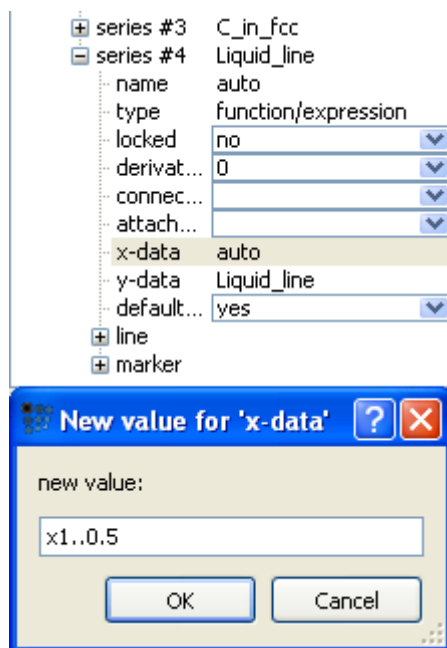 series #3 C_in_fcc
series #4 Liquid_line
name auto
type function/expression
locked no
derivat... 0
connec...
attach...
x-data auto
y-data Liquid_line
default... yes
line
marker
New value for 'x-data'
new value:
x1..0.5
OK Cancel